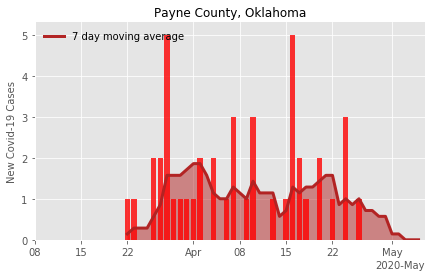 Payne County, Oklahoma
7 day moving average
New Covid-19 Cases
5
4
3
2
1
0
08 15 22 Apr 08 15 22 May
2020-May